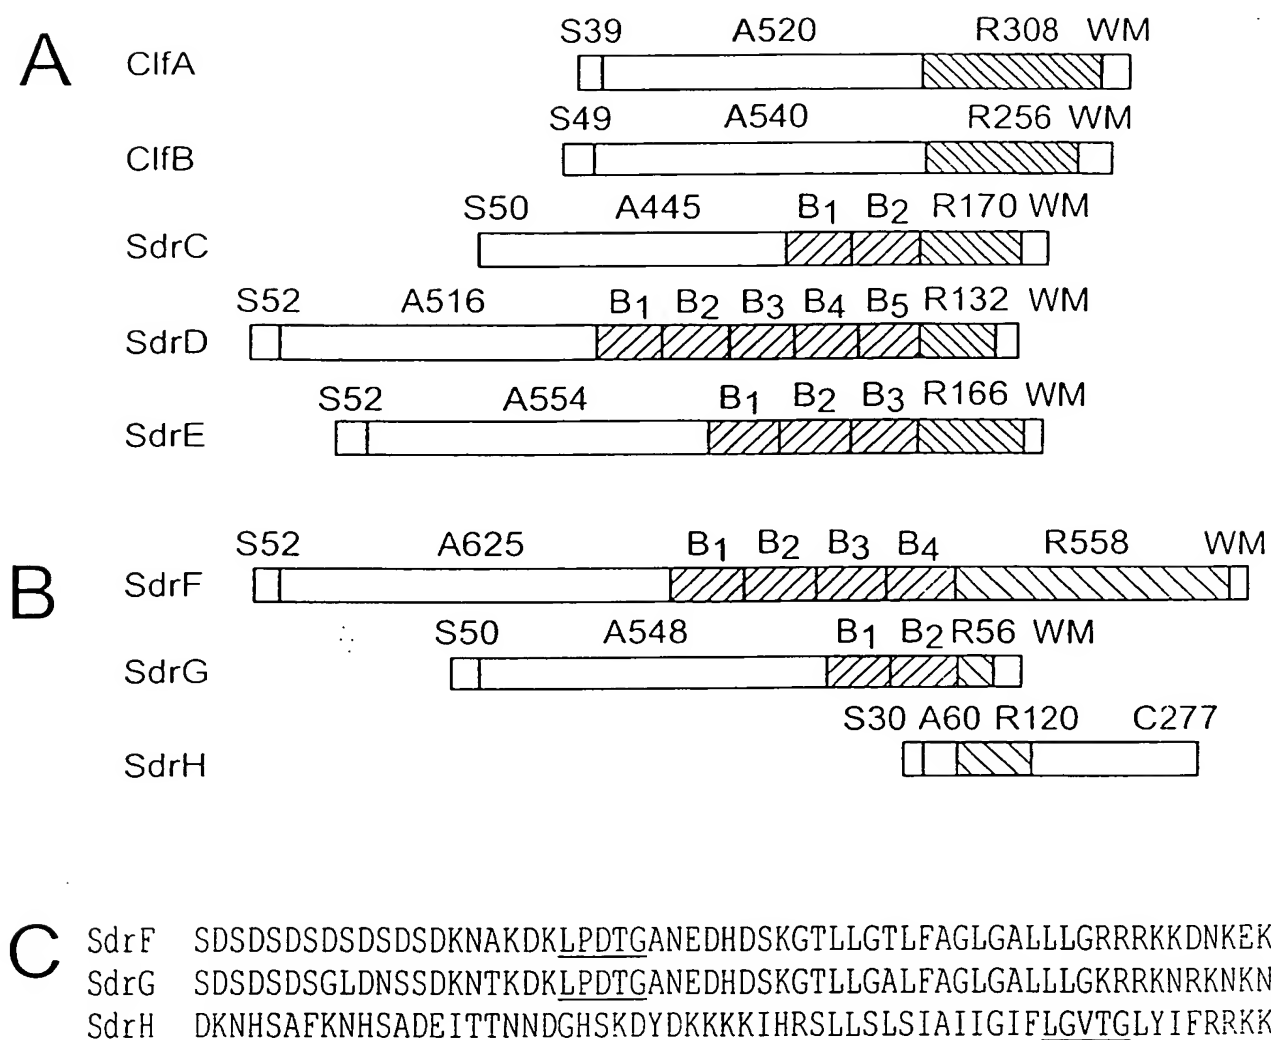 A
S39 A520 R308 WM
ClfA
S49 A540 R256 WM
ClfB
S50 A445 B1 B2 R170 WM
SdrC
S52 A516 B1 B2 B3 B4 B5 R132 WM
SdrD
S52 A554 B1 B2 B3 R166 WM
SdrE
B
S52 A625 B1 B2 B3 B4 R558 WM
SdrF
S50 A548 B1 B2 R56 WM
SdrG
S30 A60 R120 C277
SdrH
C
SdrF SDSDSDSDSDSDSDKNAKDKLPDTGANEDHDSKGTLLGTLFAGLGALLLGRRRKKDNKEK
SdrG SDSDSDSGLDNSSDKNTKDKLPDTGANEDHDSKGTLLGALFAGLGALLLGKRRKNRKNKN
SdrH DKNHSAFKNHSADEITTNNDGHSKDYDKKKKIHRSLLSLSIAIIGIFLGVTGLYIFRRKK